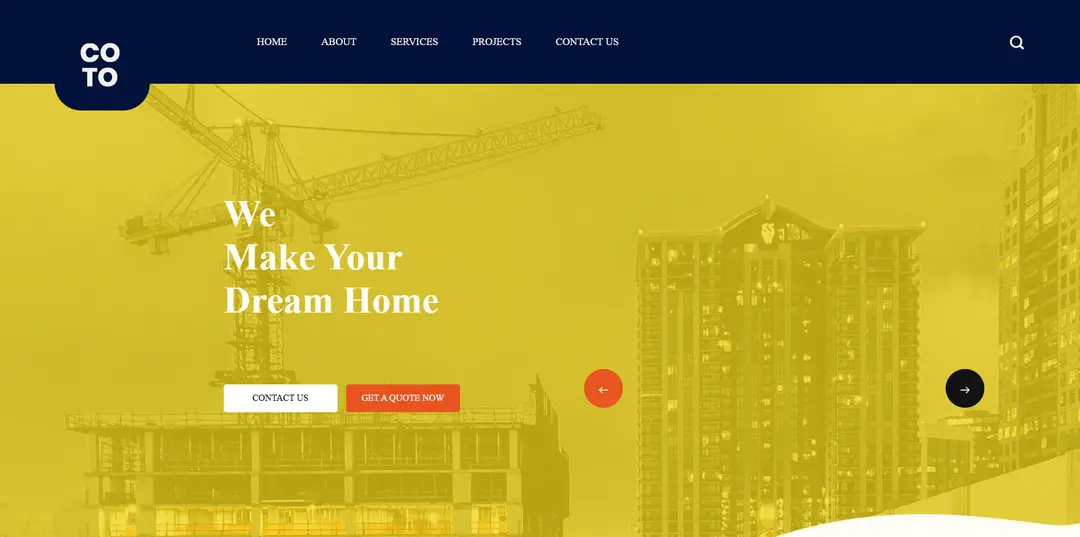 CO
TO
HOME ABOUT SERVICES PROJECTS CONTACT US
We
Make Your
Dream Home
CONTACT US GET A QUOTE NOW